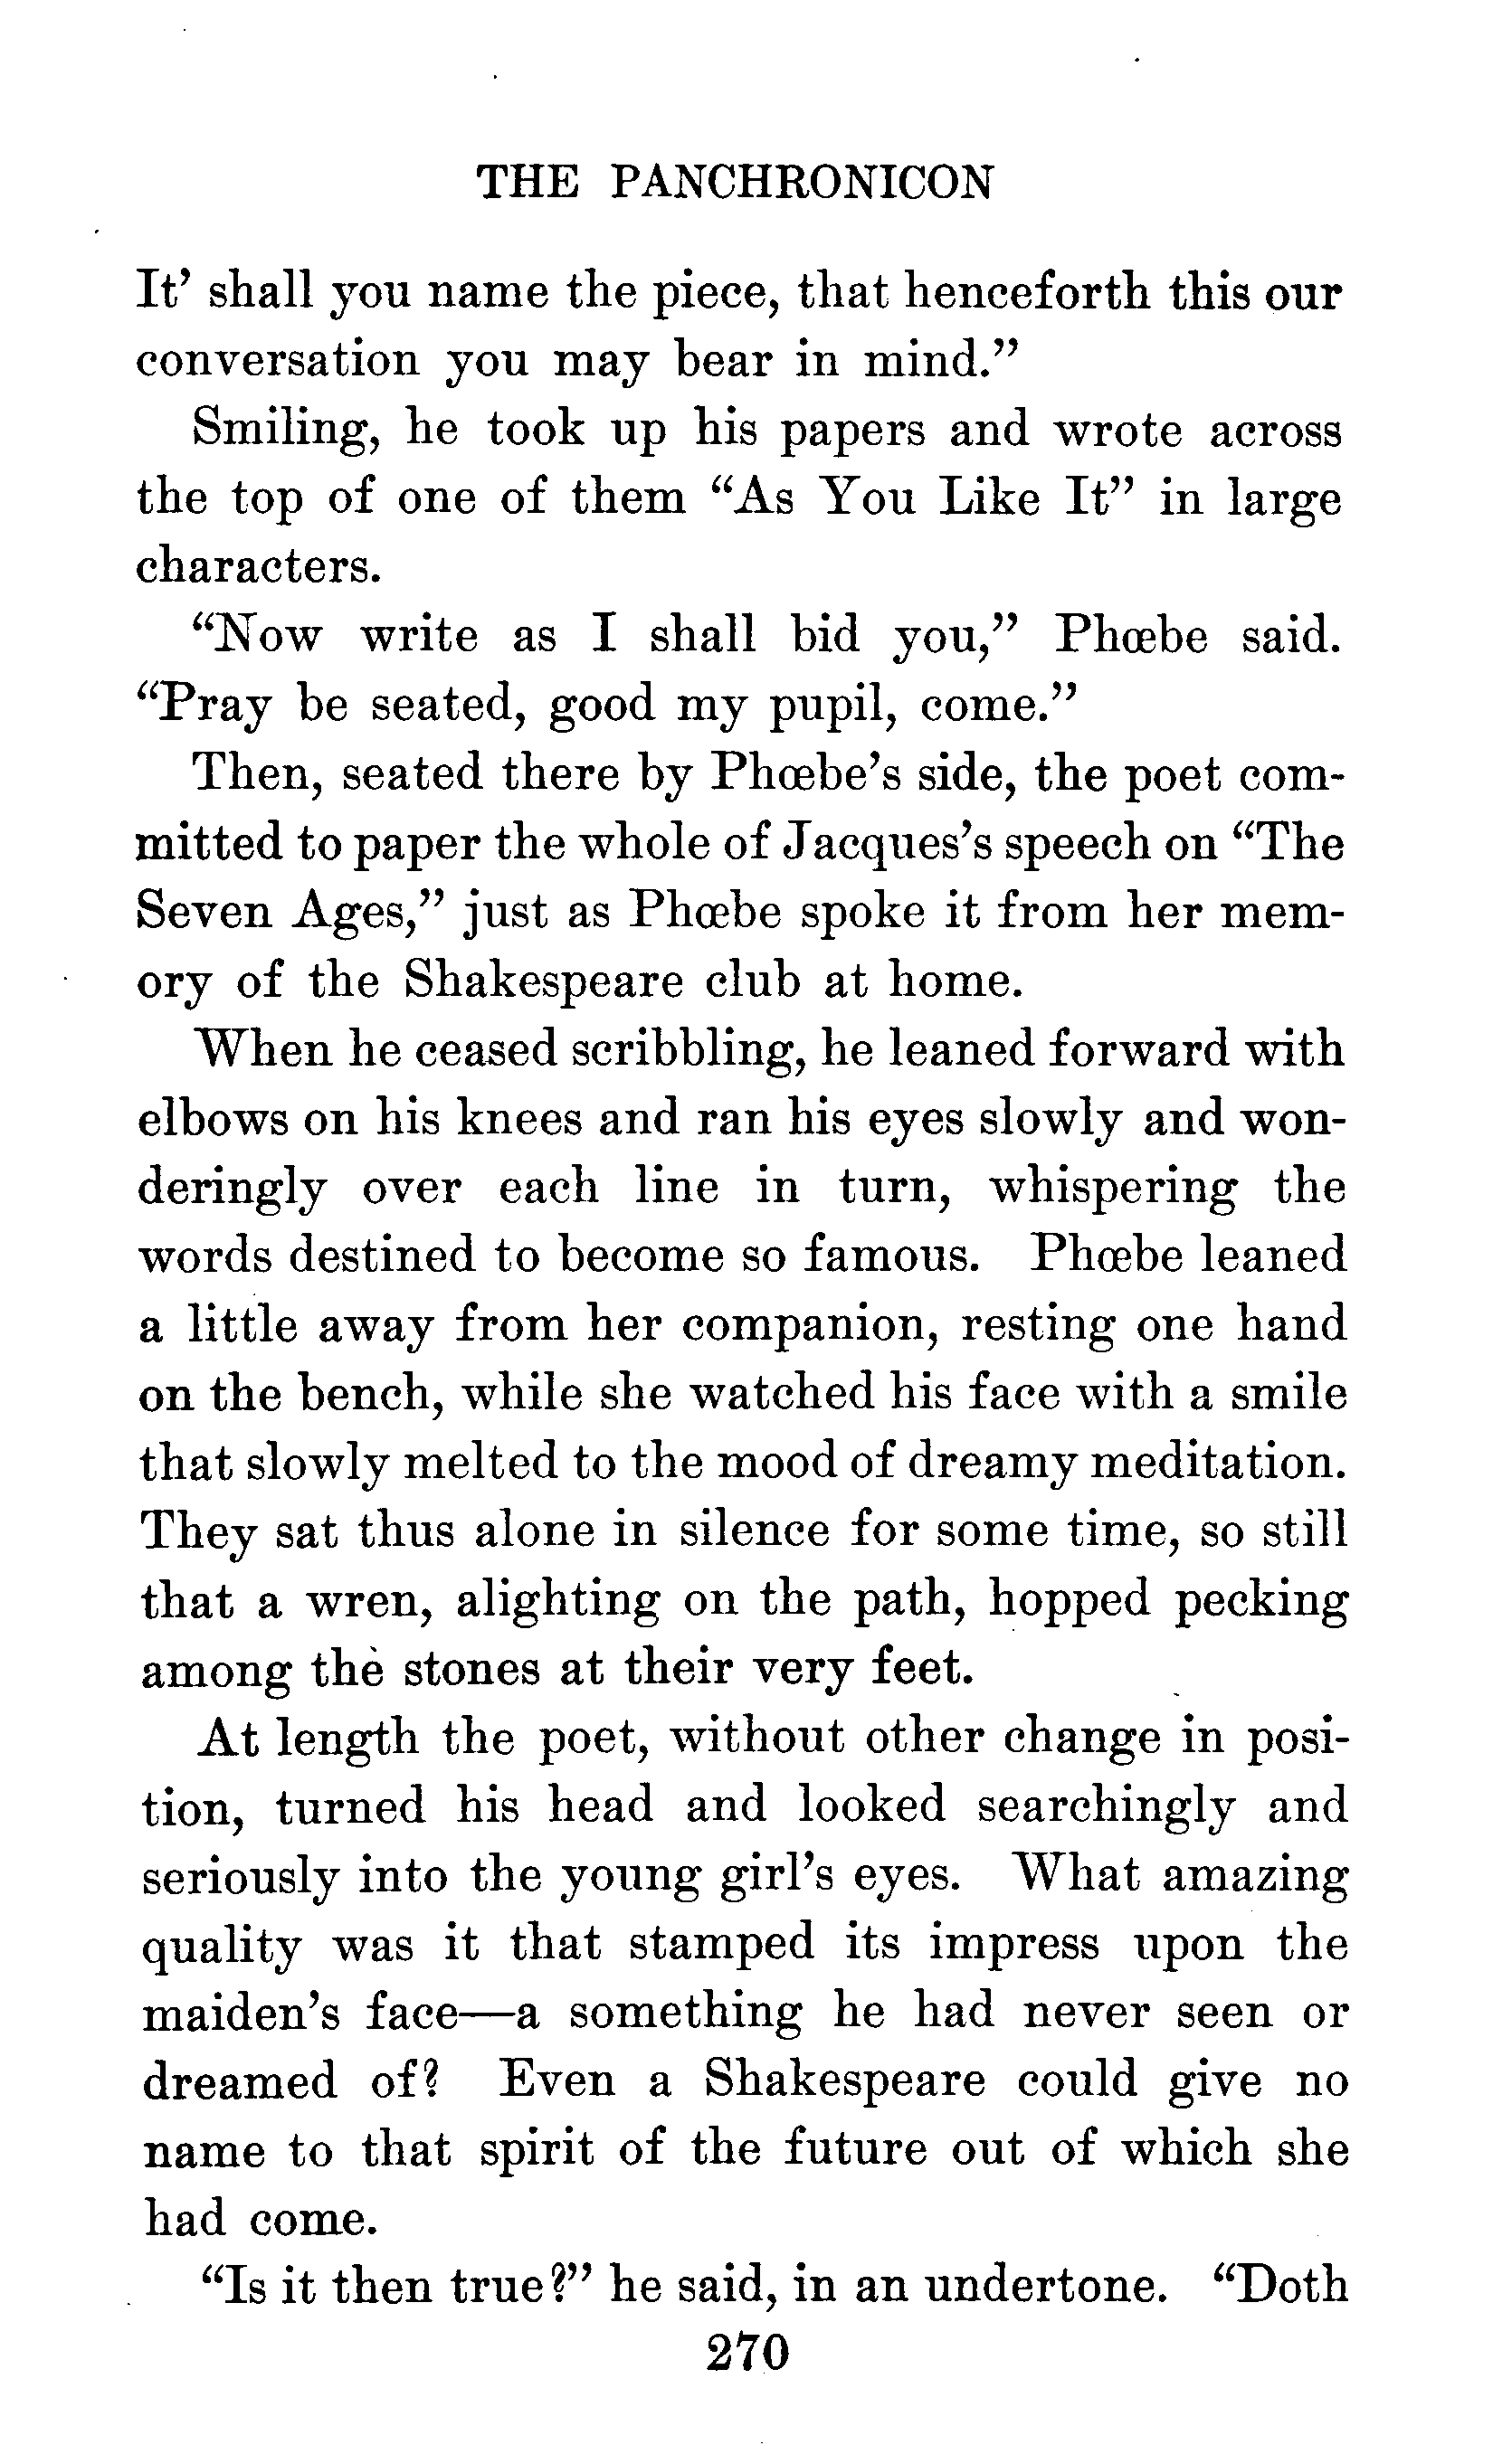 THE PANCHRONICON
It’ shall you name the piece, that henceforth this our
conversation you may bear in mind.”
Smiling, he took up his papers and wrote across
the top of one of them “As You Like It” in large
characters.
“Now write as I shall bid you,” Phœbe said.
“Pray be seated, good my pupil, come.”
Then, seated there by Phœbe’s side, the poet com-
mitted to paper the whole of Jacques’s speech on “The
Seven Ages,” just as Phœbe spoke it from her mem-
ory of the Shakespeare club at home.
When he ceased scribbling, he leaned forward with
elbows on his knees and ran his eyes slowly and won-
deringly over each line in turn, whispering the
words destined to become so famous. Phœbe leaned
a little away from her companion, resting one hand
on the bench, while she watched his face with a smile
that slowly melted to the mood of dreamy meditation.
They sat thus alone in silence for some time, so still
that a wren, alighting on the path, hopped pecking
among the stones at their very feet.
At length the poet, without other change in posi-
tion, turned his head and looked searchingly and
seriously into the young girl’s eyes. What amazing
quality was it that stamped its impress upon the
maiden’s face—a something he had never seen or
dreamed of? Even a Shakespeare could give no
name to that spirit of the future out of which she
had come.
“Is it then true?” he said, in an undertone. “Doth
270